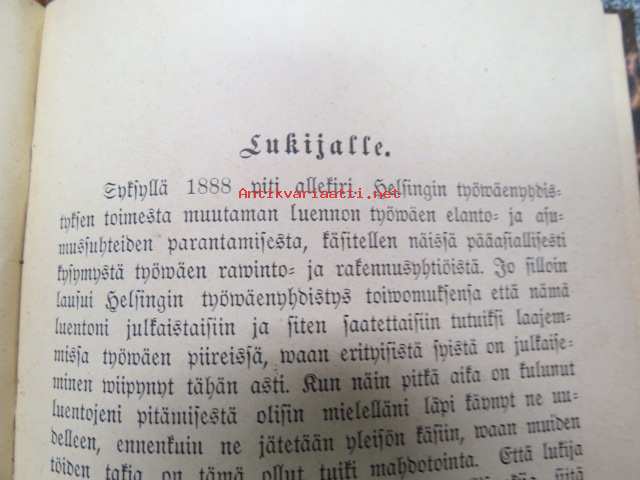 Lukijalle.
Syksyllä 1888 piti allekirj. Helsingin työwäenyhdis-
tyksen toimesta muutaman luennon työwäen elanto- ja asu-
mussuhteiden parantamisesta, käsitellen näissä pääasiallisesti
kysymystä työwäen rawinto- ja rakennusyhtiöistä. Jo silloin
lausui Helsingin työwäenyhdistys toiwomuksensa että nämä
luentoni julkaistaisiin ja siten saatettaisiin tutuiksi laajem-
missa työwäen piireissä, waan erityisistä syistä on julkaise-
minen wiipynyt tähän asti. Kun näin pitkä aika on kulunut
luentojeni pitämisestä olisin mielelläni läpi käynyt ne uu-
delleen, ennenkuin ne jätetään yleisön käsiin, waan muiden
töiden takia on tämä ollut tuiki mahdotointa. Että lukija
siitä
Antikvariaatti.net